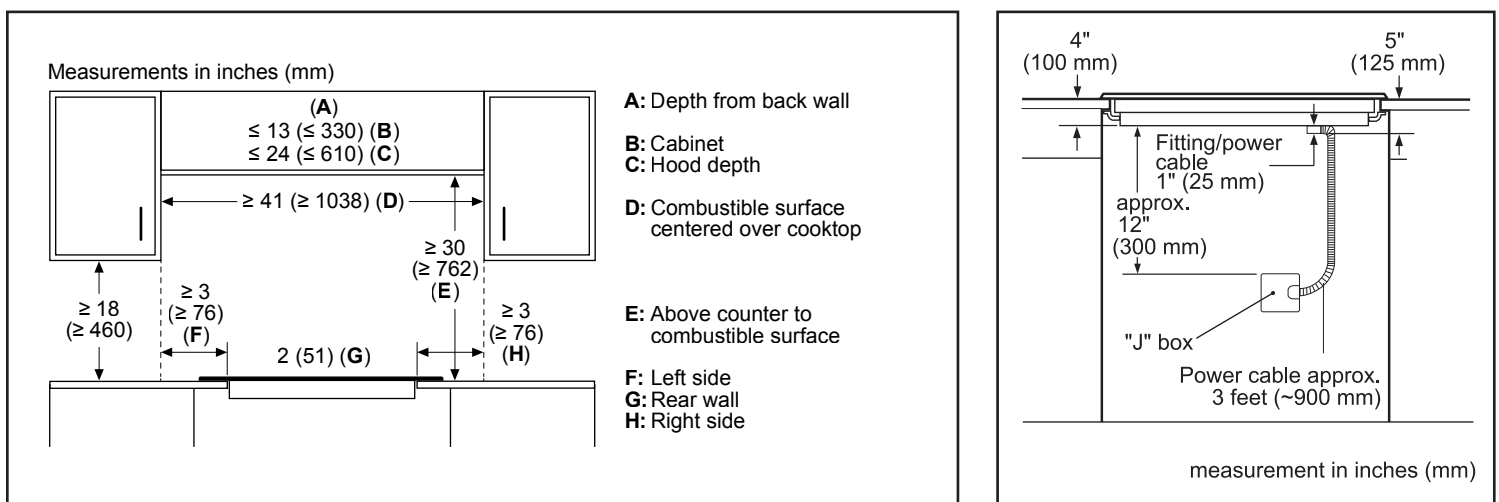 Measurements in inches (mm)
(A)
≤ 13 (≤ 330) (B)
≤ 24 (≤ 610) (C)
≥ 41 (≥ 1038) (D)
≥ 30
(≥ 762)
(E)
≥ 18
(≥ 460)
≥ 3
(≥ 76)
(F)
2 (51) (G)
≥ 3
(≥ 76)
(H)
A: Depth from back wall
B: Cabinet
C: Hood depth
D: Combustible surface
centered over cooktop
E: Above counter to
combustible surface
F: Left side
G: Rear wall
H: Right side
4"
(100 mm)
5"
(125 mm)
Fitting/power
cable
1" (25 mm)
approx.
12"
(300 mm)
"J" box
Power cable approx.
3 feet (~900 mm)
measurement in inches (mm)